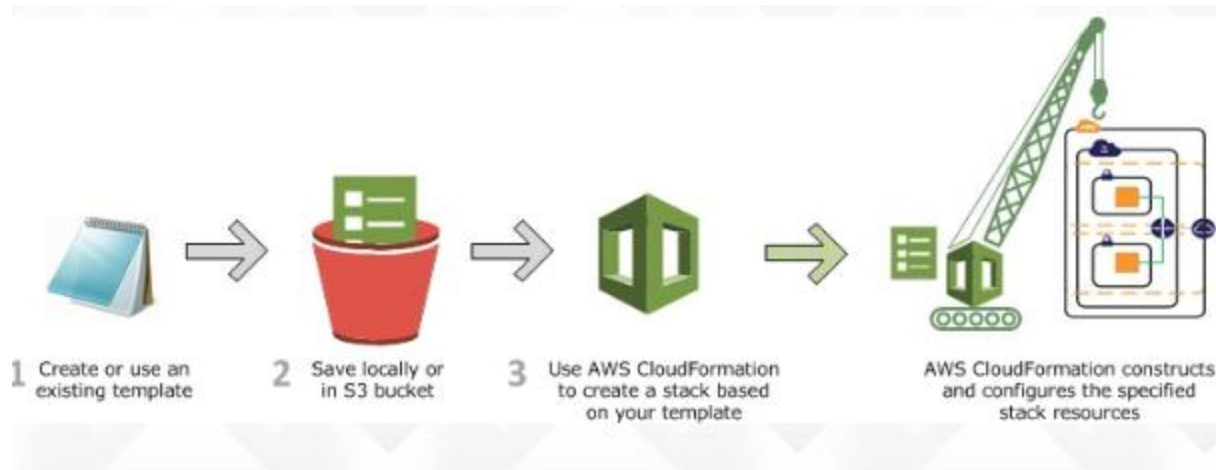 1
Create or use an
existing template
2
Save locally or
in S3 bucket
3
Use AWS CloudFormation
to create a stack based
on your template
AWS CloudFormation constructs
and configures the specified
stack resources